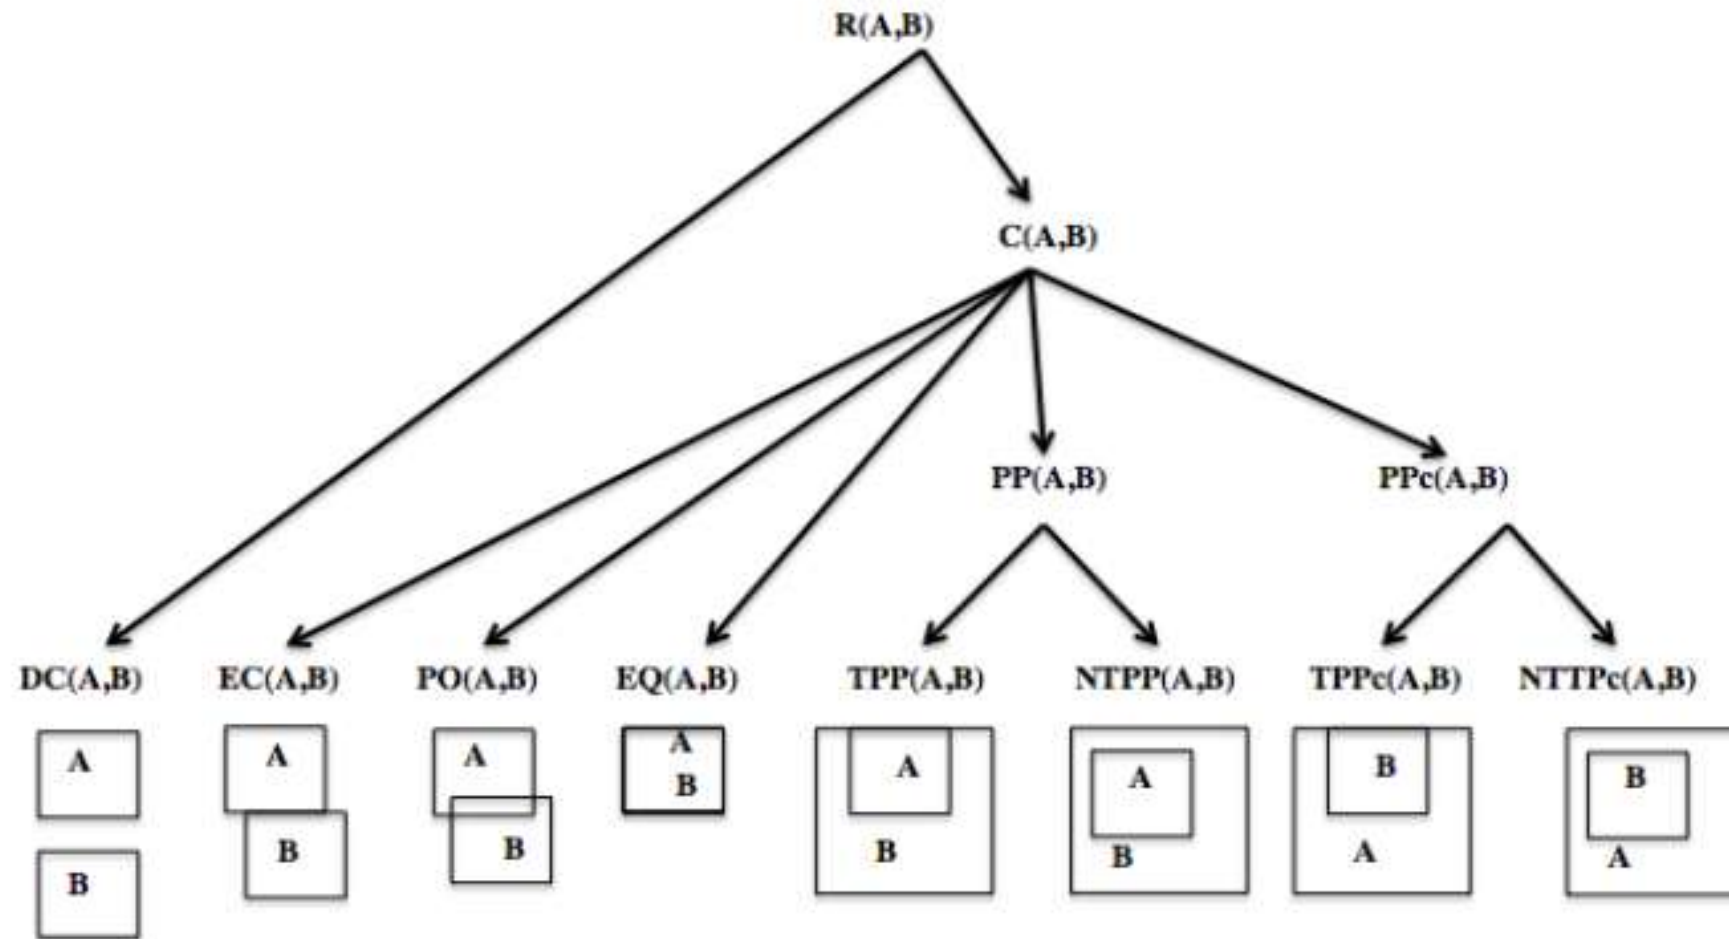 R(A,B)
C(A,B)
PP(A,B) PPc(A,B)
DC(A,B) EC(A,B) PO(A,B) EQ(A,B) TPP(A,B) NTPP(A,B) TPPc(A,B) NTTPc(A,B)
A A A A A A B B
B
B B B B B A A
B